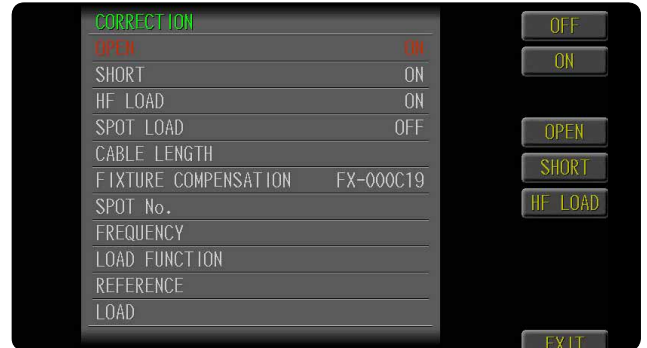 CORRECTION
OPEN ON
SHORT ON
HF LOAD ON
SPOT LOAD OFF
CABLE LENGTH
FIXTURE COMPENSATION FX-000C19
SPOT No.
FREQUENCY
LOAD FUNCTION
REFERENCE
LOAD
OFF
ON
OPEN
SHORT
HF LOAD
EXIT